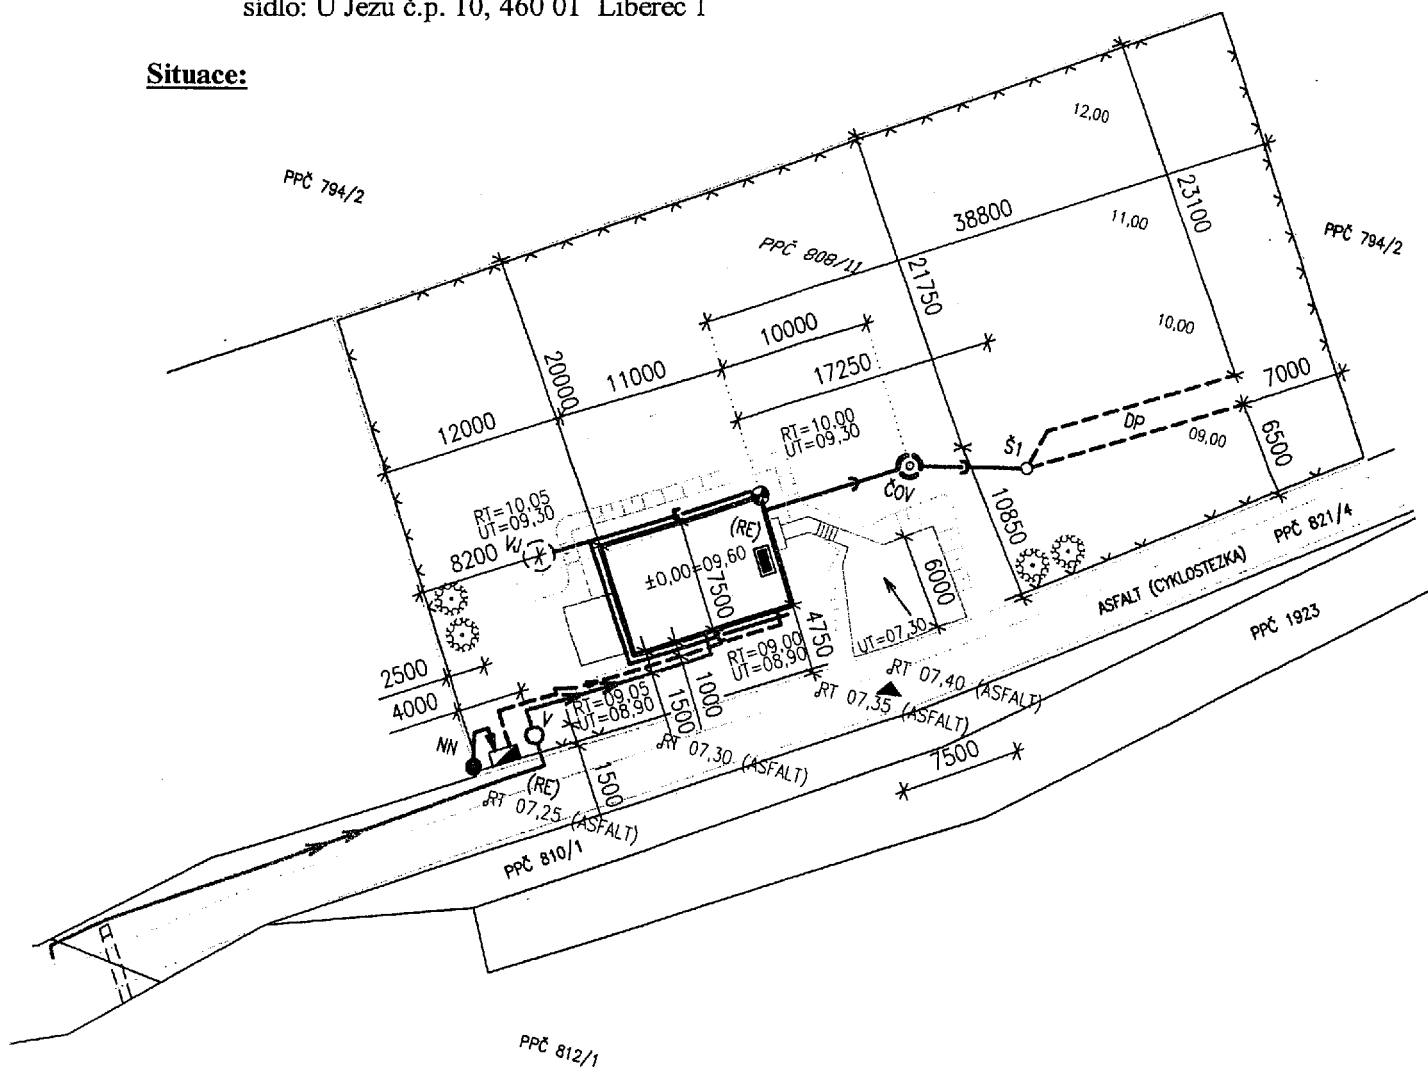 sídlo: U Jezu č.p. 10, 460 01 Liberec 1
Situace:
PPČ 794/2
12,00
23100
38800
11,00
PPČ 794/2
PPČ 808/11
21750
10,00
10000
20000
11000
17250
7000
12000
RT=10,00
UT=09,30
DP
09,00
6500
Š1
ČOV
RT=10,05
UT=09,30
8200
VJ
(RE)
10850
PPČ 821/4
±0,00=09,60
7500
6000
ASFALT (CYKLOSTEZKA)
4750
UT=07,30
PPČ 1923
RT=09,00
UT=08,90
2500
4000
1000
RT 07,40 (ASFALT)
RT=09,05
UT=08,90
1500
RT 07,35 (ASFALT)
NN
V
RT 07,30 (ASFALT)
7500
(RE)
1500
RT 07,25 (ASFALT)
PPČ 810/1
PPČ 812/1